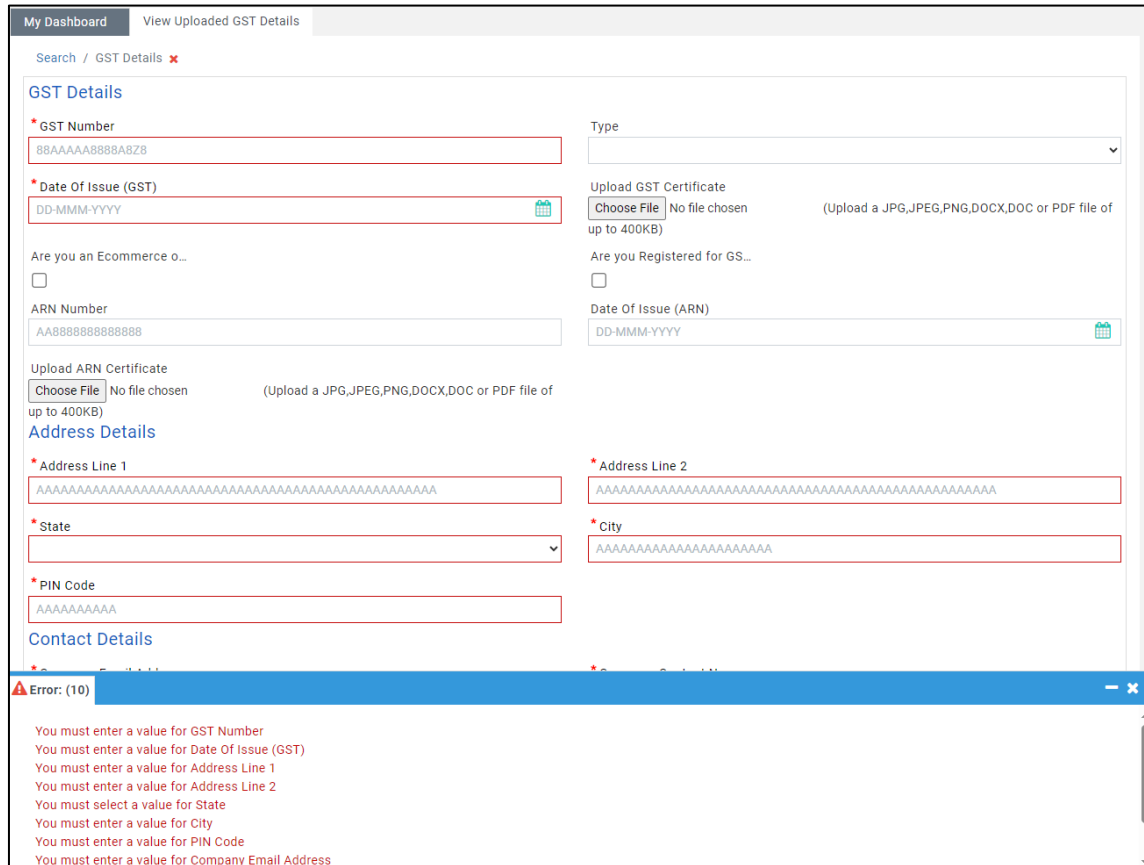 My Dashboard View Uploaded GST Details
Search / GST Details
GST Details
* GST Number Type
88AAAAA8888A8Z8
* Date Of Issue (GST) Upload GST Certificate
DD-MMM-YYYY Choose File No file chosen (Upload a JPG,JPEG,PNG,DOCX,DOC or PDF file of
up to 400KB)
Are you an Ecommerce o... Are you Registered for GS...
ARN Number Date Of Issue (ARN)
AA8888888888888 DD-MMM-YYYY
Upload ARN Certificate
Choose File No file chosen (Upload a JPG,JPEG,PNG,DOCX,DOC or PDF file of
up to 400KB)
Address Details
* Address Line 1 * Address Line 2
AAAAAAAAAAAAAAAAAAAAAAAAAAAAAAAAAAAAAAAAAAAAAAAAAA AAAAAAAAAAAAAAAAAAAAAAAAAAAAAAAAAAAAAAAAAAAAAAAAAA
* State * City
AAAAAAAAAAAAAAAAAAAAAA
* PIN Code
AAAAAAAAAA
Contact Details
Error: (10)
You must enter a value for GST Number
You must enter a value for Date Of Issue (GST)
You must enter a value for Address Line 1
You must enter a value for Address Line 2
You must select a value for State
You must enter a value for City
You must enter a value for PIN Code
You must enter a value for Company Email Address